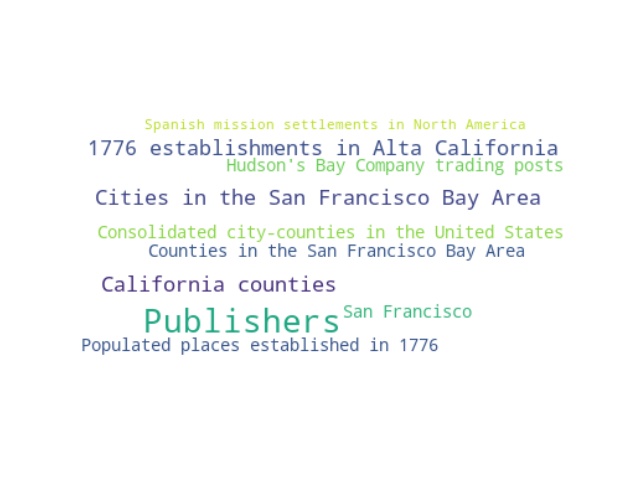 Spanish mission settlements in North America
1776 establishments in Alta California
Hudson's Bay Company trading posts
Cities in the San Francisco Bay Area
Consolidated city-counties in the United States
Counties in the San Francisco Bay Area
California counties
Publishers
San Francisco
Populated places established in 1776